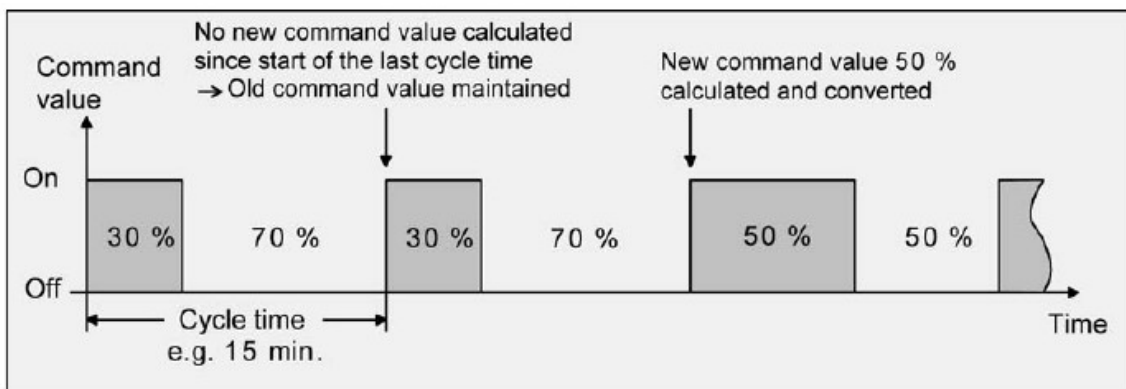 No new command value calculated
since start of the last cycle time
→ Old command value maintained
Command
value
New command value 50 %
calculated and converted
On
30 %
70 %
30 %
70 %
50 %
50 %
Off
Time
Cycle time
e.g. 15 min.